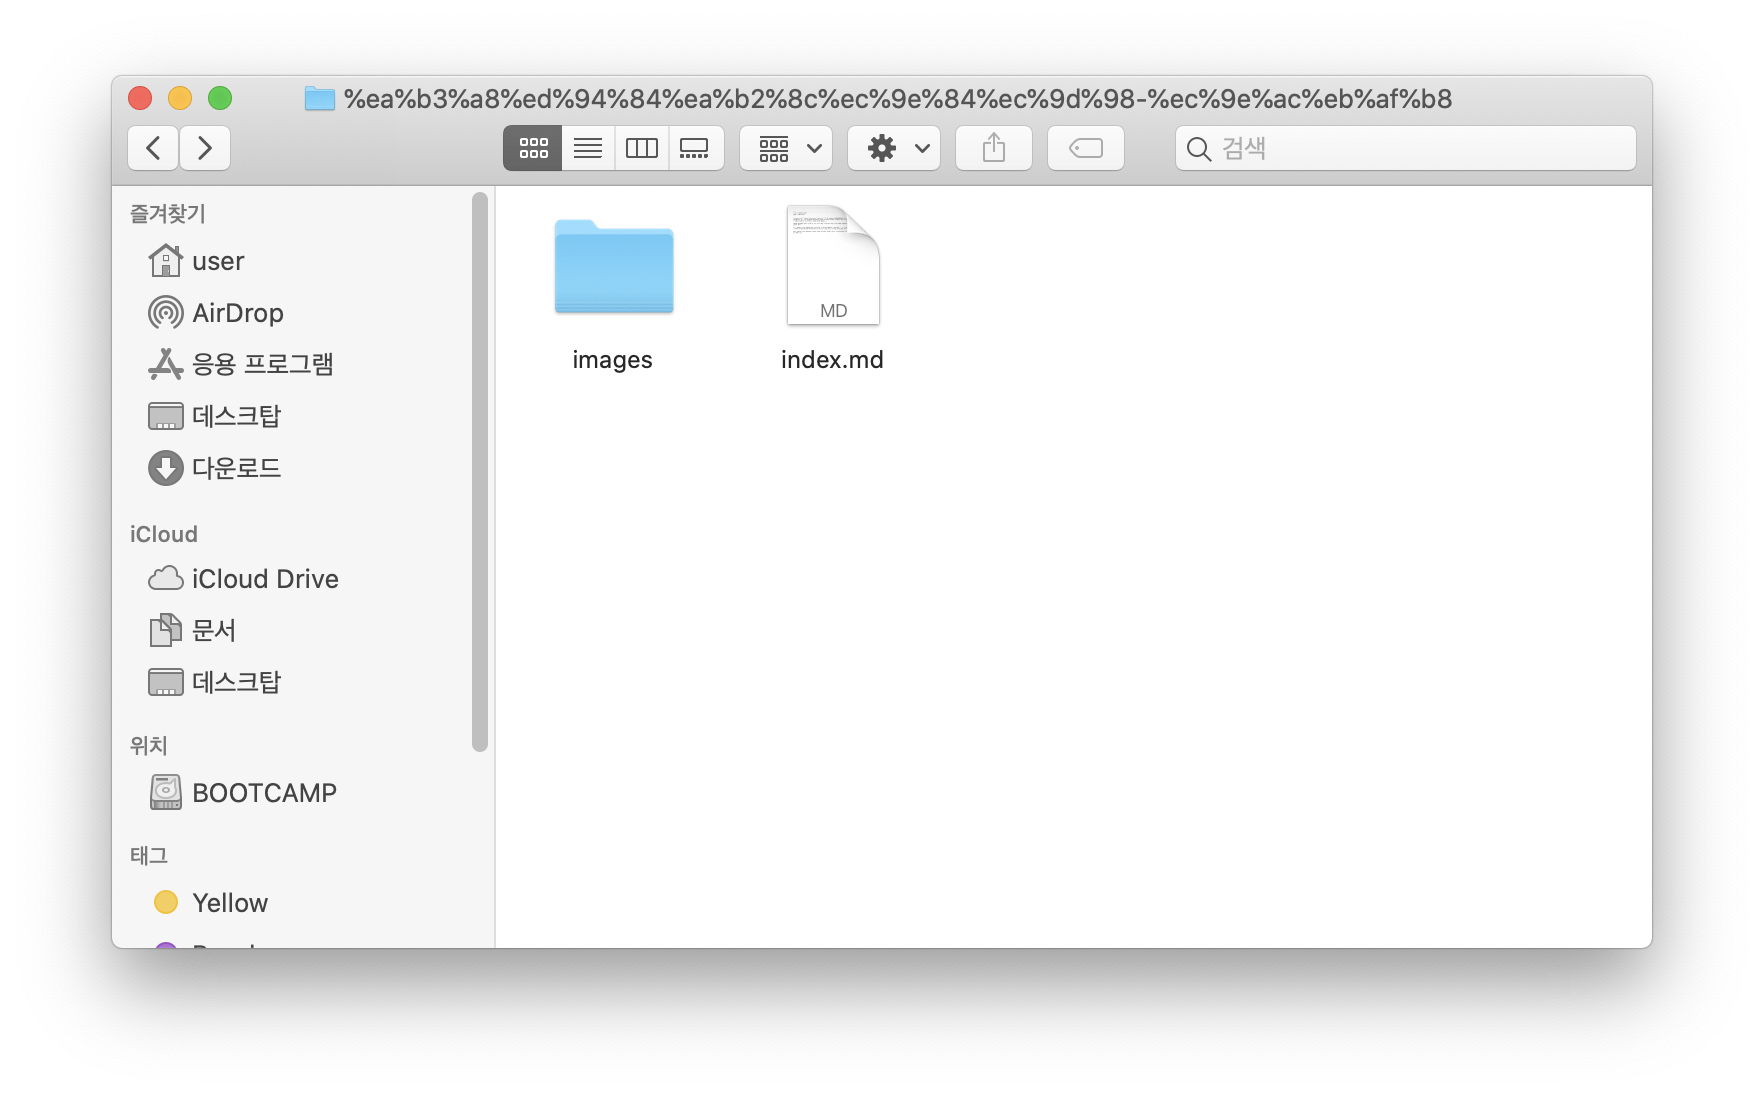 %ea%b3%a8%ed%94%84%ea%b2%8c%ec%9e%84%ec%9d%98-%ec%9e%ac%eb%af%b8
검색
즐겨찾기
user
AirDrop
응용 프로그램
데스크탑
다운로드
iCloud
iCloud Drive
문서
데스크탑
위치
BOOTCAMP
태그
Yellow
MD
images
index.md